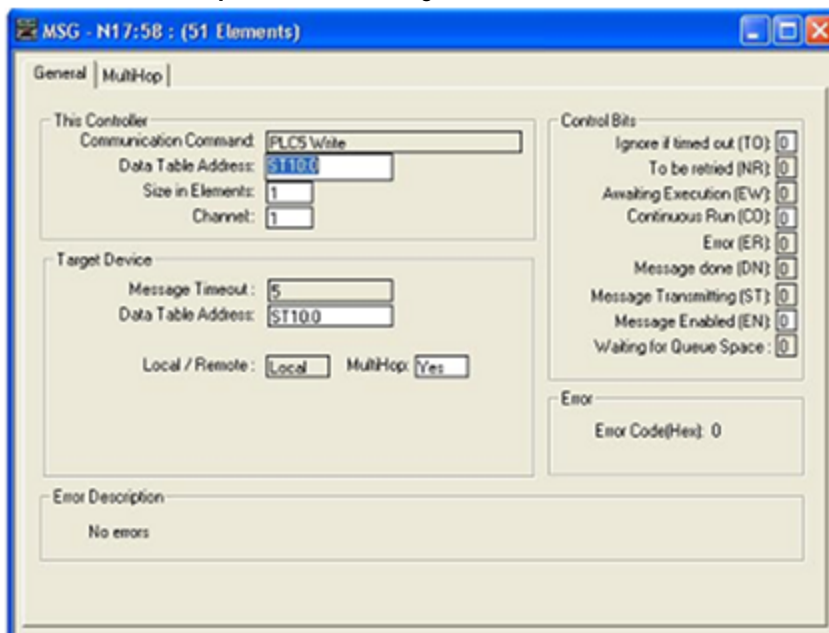 MSG - N17:58 : (51 Elements)
General MultiHop
This Controller
Communication Command: PLC5 Write
Data Table Address: ST10:0
Size in Elements: 1
Channel: 1
Target Device
Message Timeout : 5
Data Table Address: ST10:0
Local / Remote : Local MultiHop: Yes
Control Bits
Ignore if timed out (TO): 0
To be retried (NR): 0
Awaiting Execution (EW): 0
Continuous Run (CO): 0
Error (ER): 0
Message done (DN): 0
Message Transmitting (ST): 0
Message Enabled (EN): 0
Waiting for Queue Space : 0
Error
Error Code(Hex): 0
Error Description
No errors